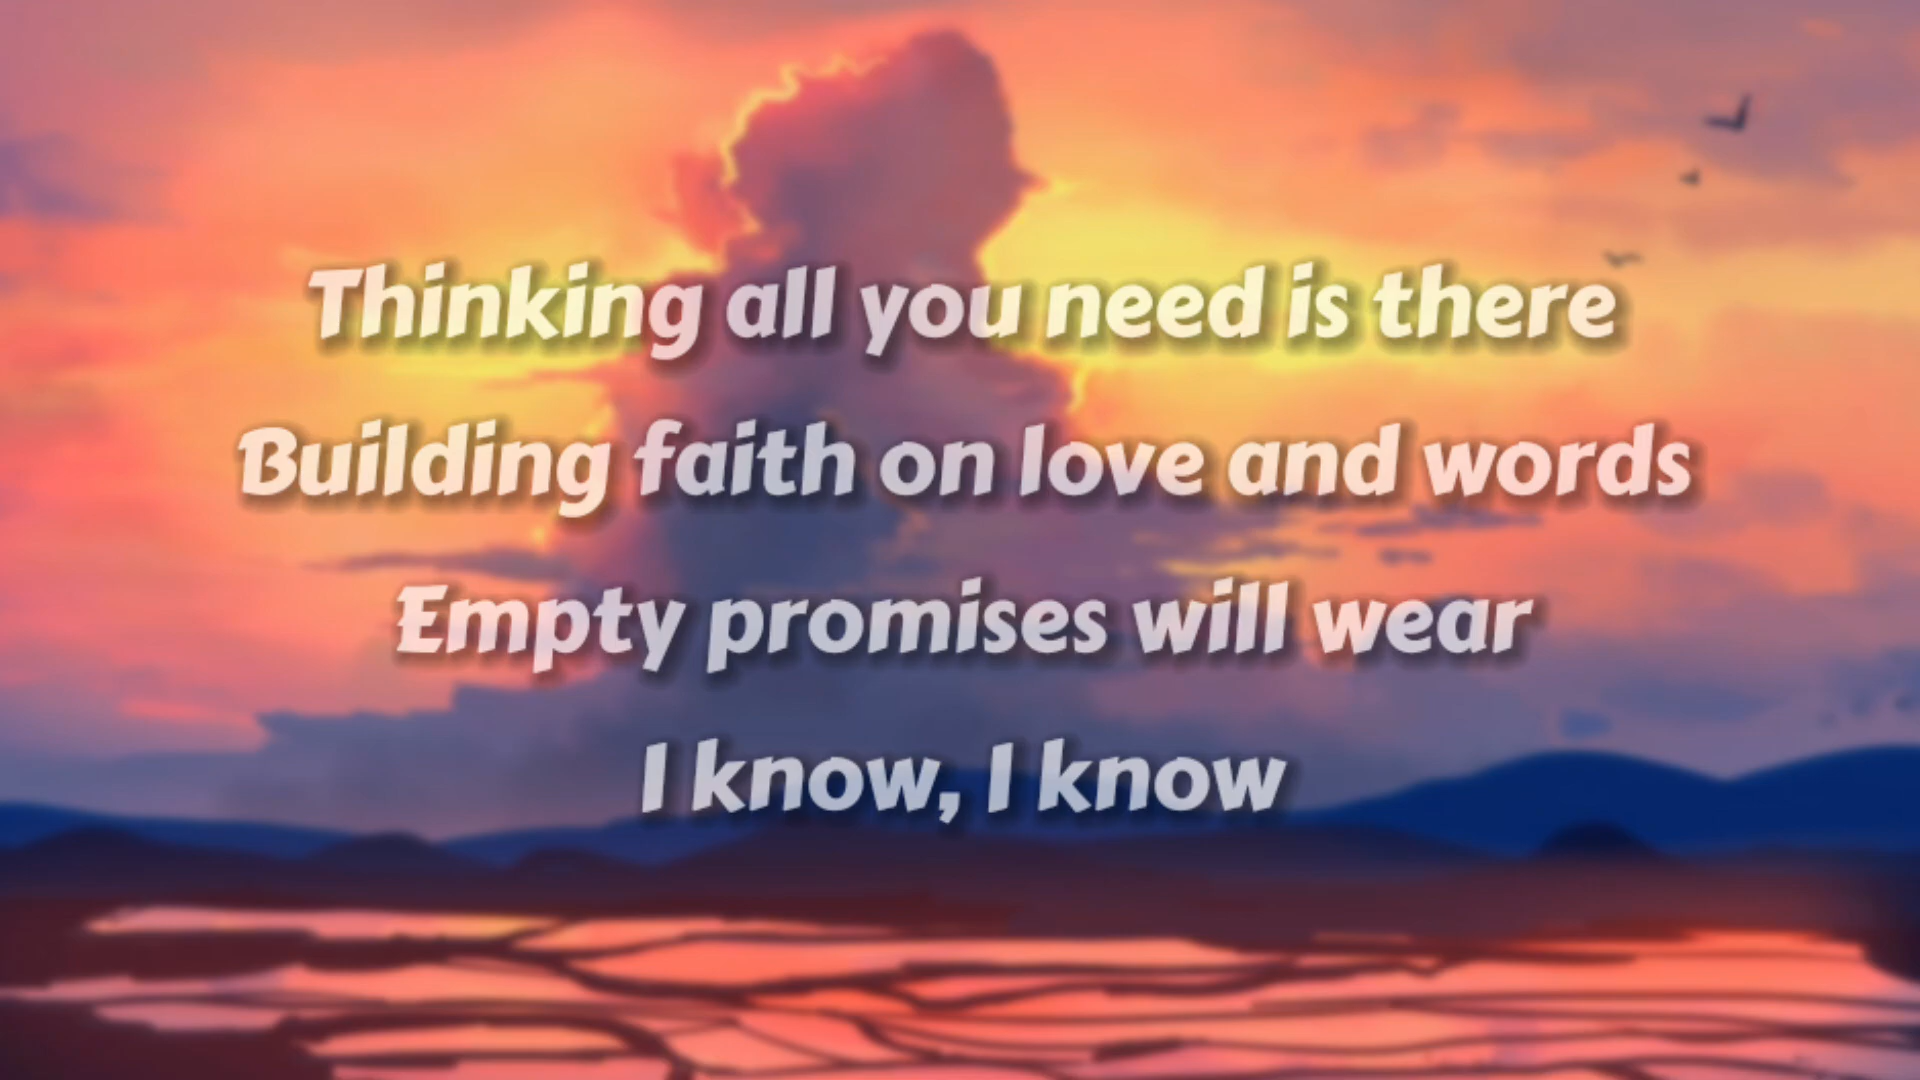 Thinking all you need is there
Building faith on love and words
Empty promises will wear
I know, I know